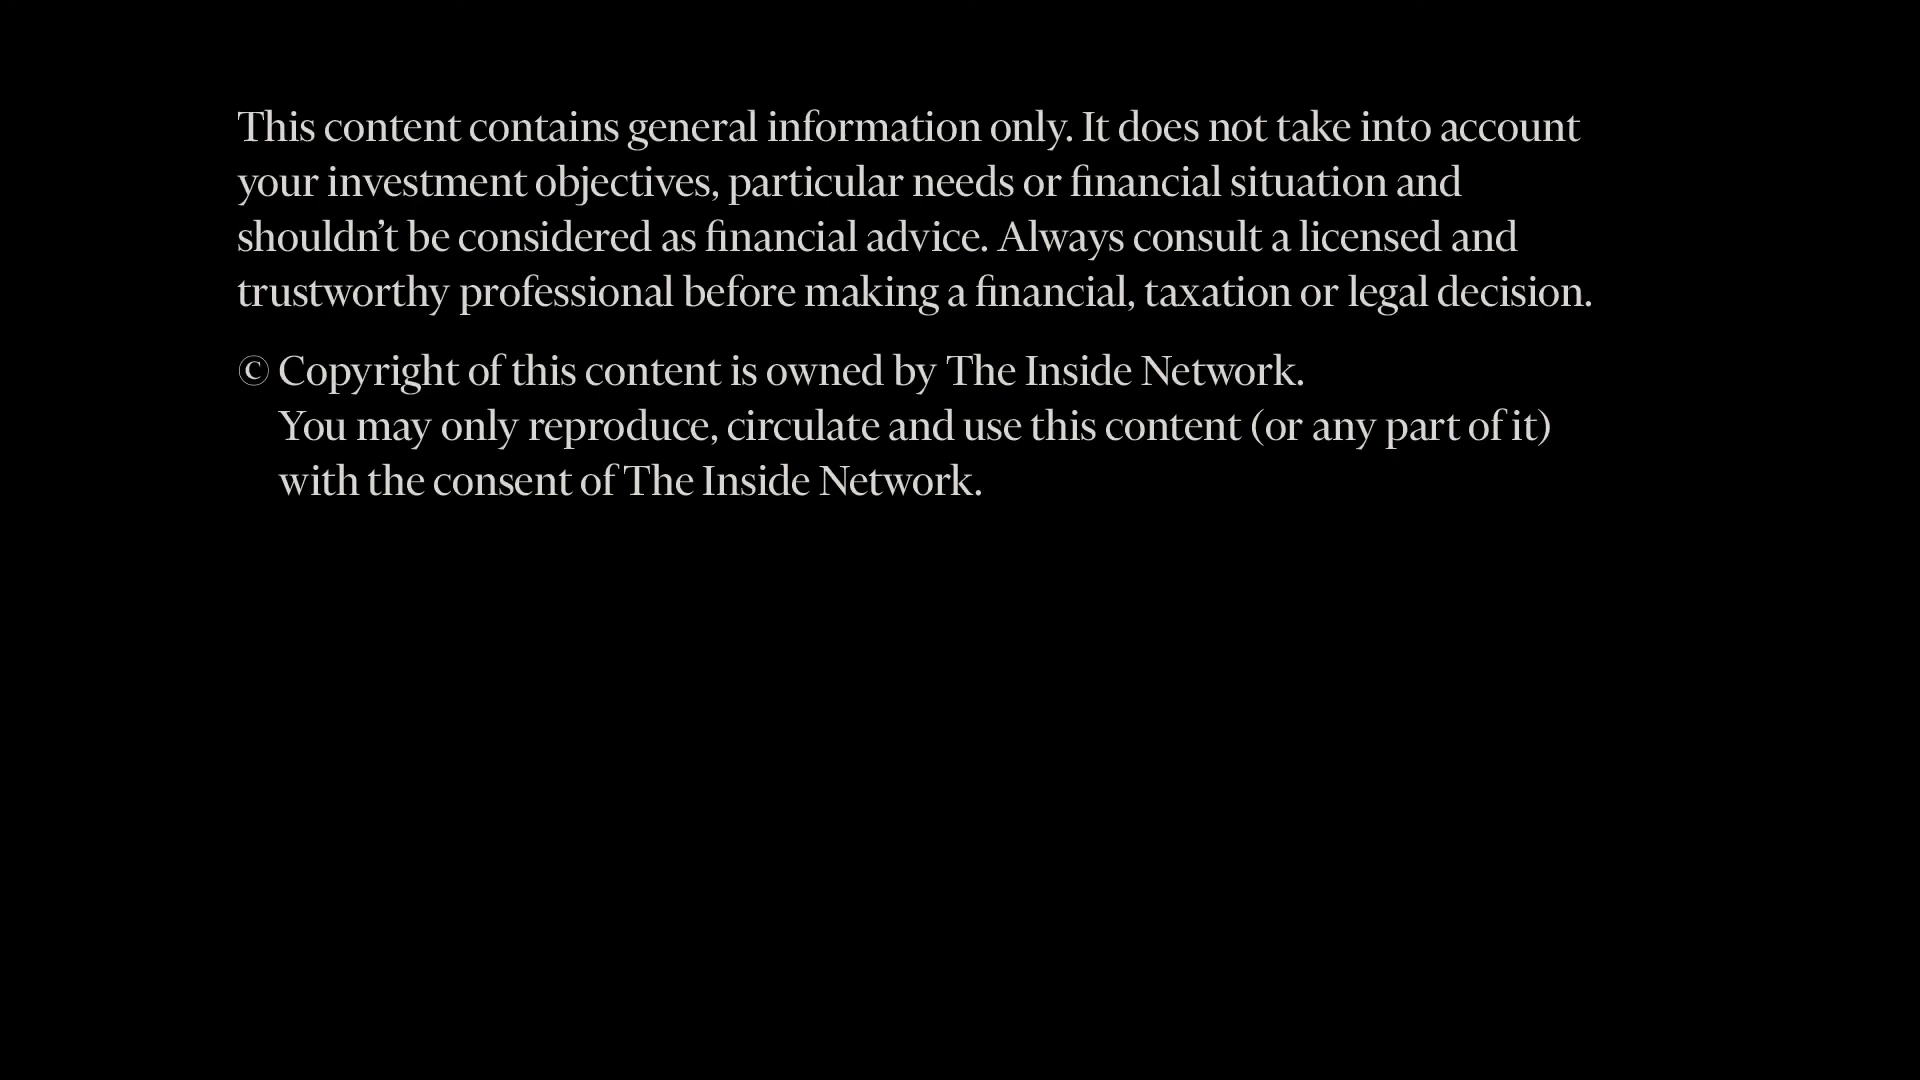 This content contains general information only. It does not take into account
your investment objectives, particular needs or financial situation and
shouldn’t be considered as financial advice. Always consult a licensed and
trustworthy professional before making a financial, taxation or legal decision.
© Copyright of this content is owned by The Inside Network.
You may only reproduce, circulate and use this content (or any part of it)
with the consent of The Inside Network.